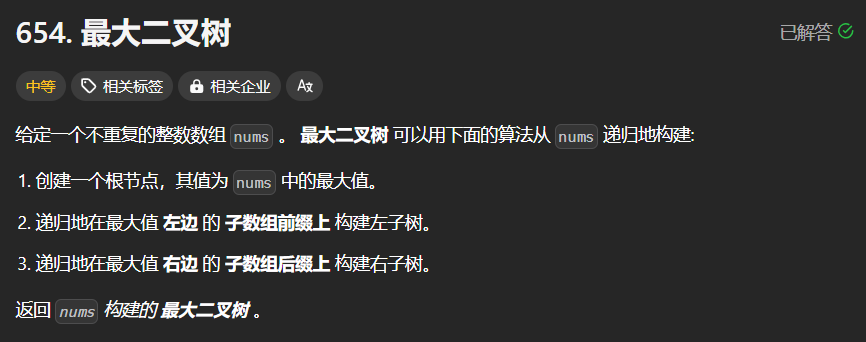 654. 最大二叉树
已解答
中等 相关标签 相关企业 Aあ
给定一个不重复的整数数组 nums 。 最大二叉树 可以用下面的算法从 nums 递归地构建:
1. 创建一个根节点，其值为 nums 中的最大值。
2. 递归地在最大值 左边 的 子数组前缀上 构建左子树。
3. 递归地在最大值 右边 的 子数组后缀上 构建右子树。
返回 nums 构建的 最大二叉树 。